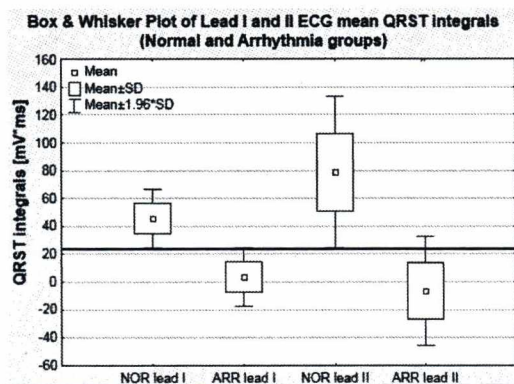 Box & Whisker Plot of Lead I and II ECG mean QRST integrals
(Normal and Arrhythmia groups)
QRST integrals [mV*ms]
160
140
120
100
80
60
40
20
0
-20
-40
-60
Mean
Mean±SD
Mean±1.96*SD
NOR lead I
ARR lead I
NOR lead II
ARR lead II